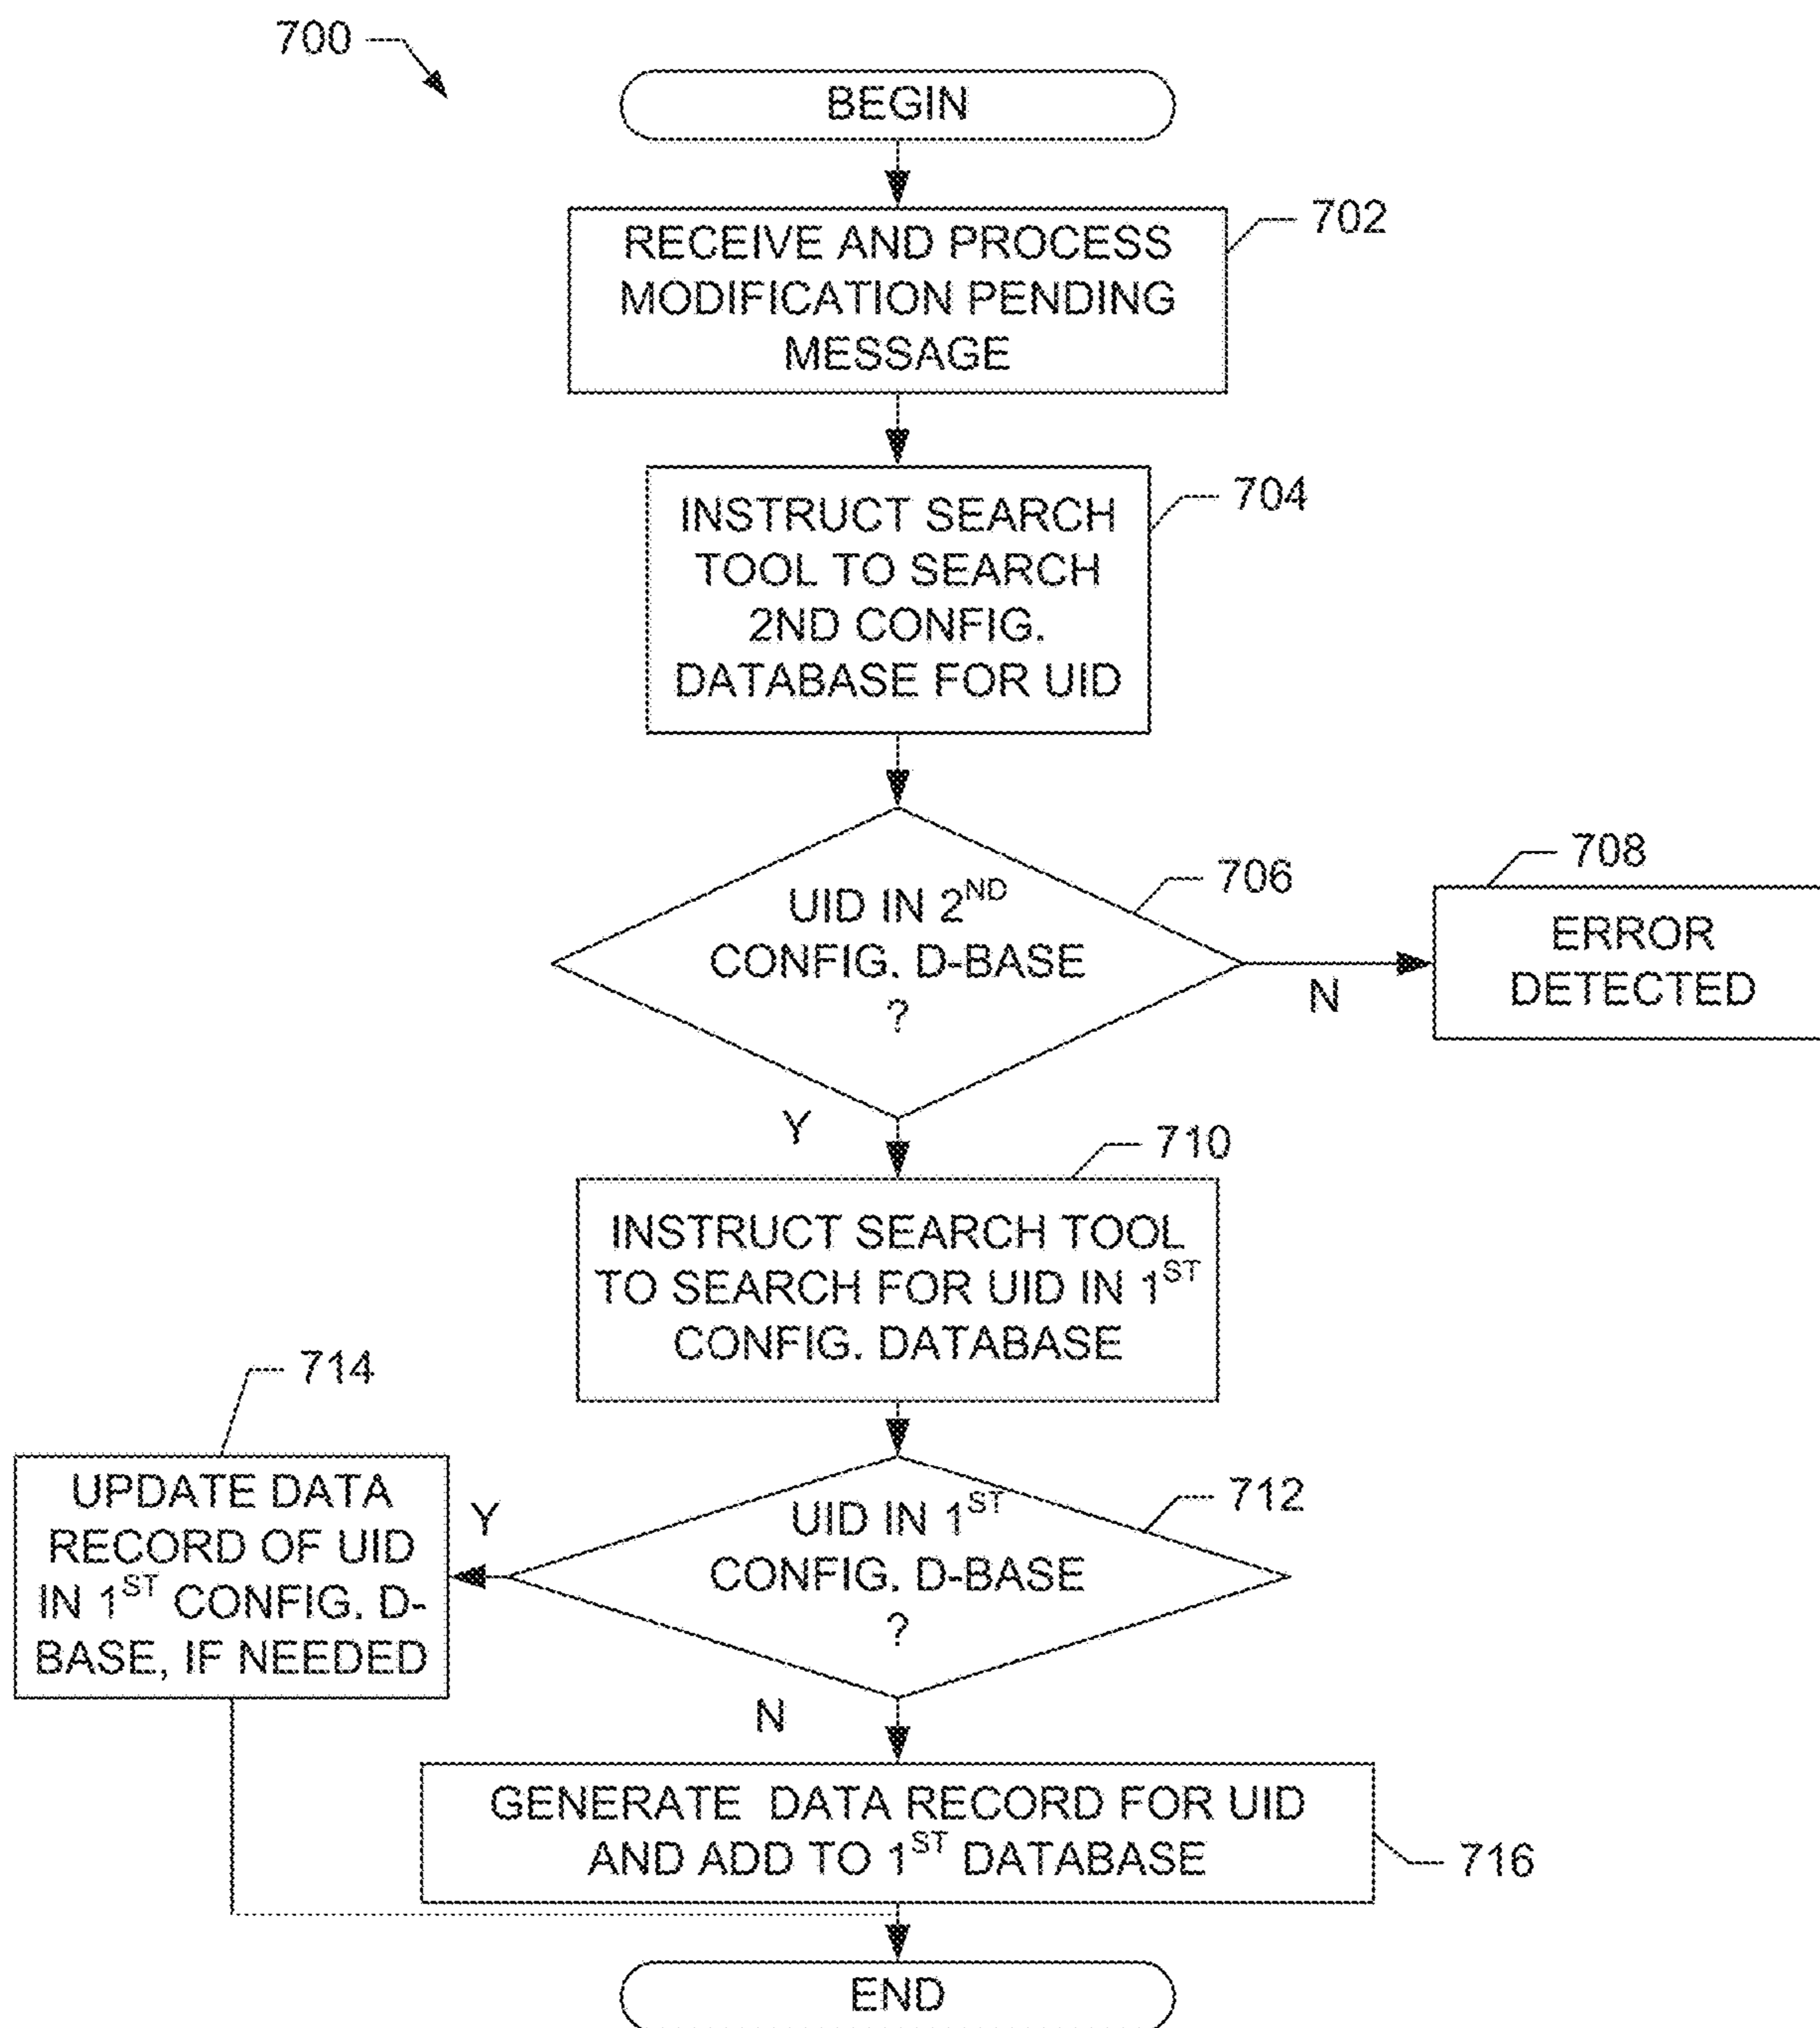 700
BEGIN
RECEIVE AND PROCESS
MODIFICATION PENDING
MESSAGE
702
INSTRUCT SEARCH
TOOL TO SEARCH
2ND CONFIG.
DATABASE FOR UID
704
UID IN 2ND
CONFIG. D-BASE
?
706
N
708
ERROR
DETECTED
Y
710
INSTRUCT SEARCH TOOL
TO SEARCH FOR UID IN 1ST
CONFIG. DATABASE
UID IN 1ST
CONFIG. D-BASE
?
712
Y
714
UPDATE DATA
RECORD OF UID
IN 1ST CONFIG. D-
BASE, IF NEEDED
N
GENERATE DATA RECORD FOR UID
AND ADD TO 1ST DATABASE
716
END